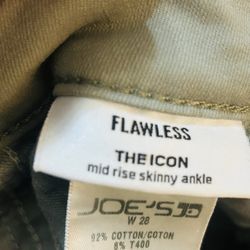 FLAWLESS
THE ICON
mid rise skinny ankle
JOE'S
W 28
92% COTTON/COTON
8% T400